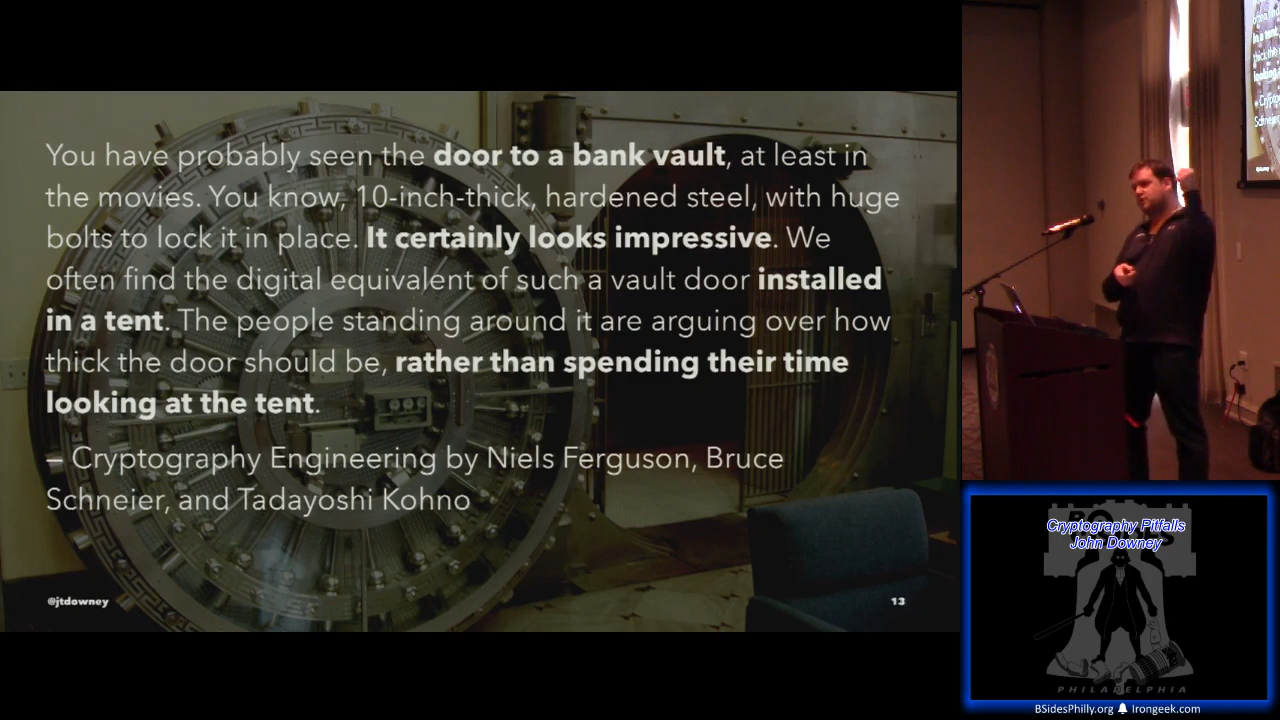 You have probably seen the door to a bank vault, at least in
the movies. You know, 10-inch-thick, hardened steel, with huge
bolts to lock it in place. It certainly looks impressive. We
often find the digital equivalent of such a vault door installed
in a tent. The people standing around it are arguing over how
thick the door should be, rather than spending their time
looking at the tent.
– Cryptography Engineering by Niels Ferguson, Bruce
Schneier, and Tadayoshi Kohno
@jtdowney
13
Cryptography Pitfalls
John Downey
PHILADELPHIA
BSidesPhilly.org Irongeek.com